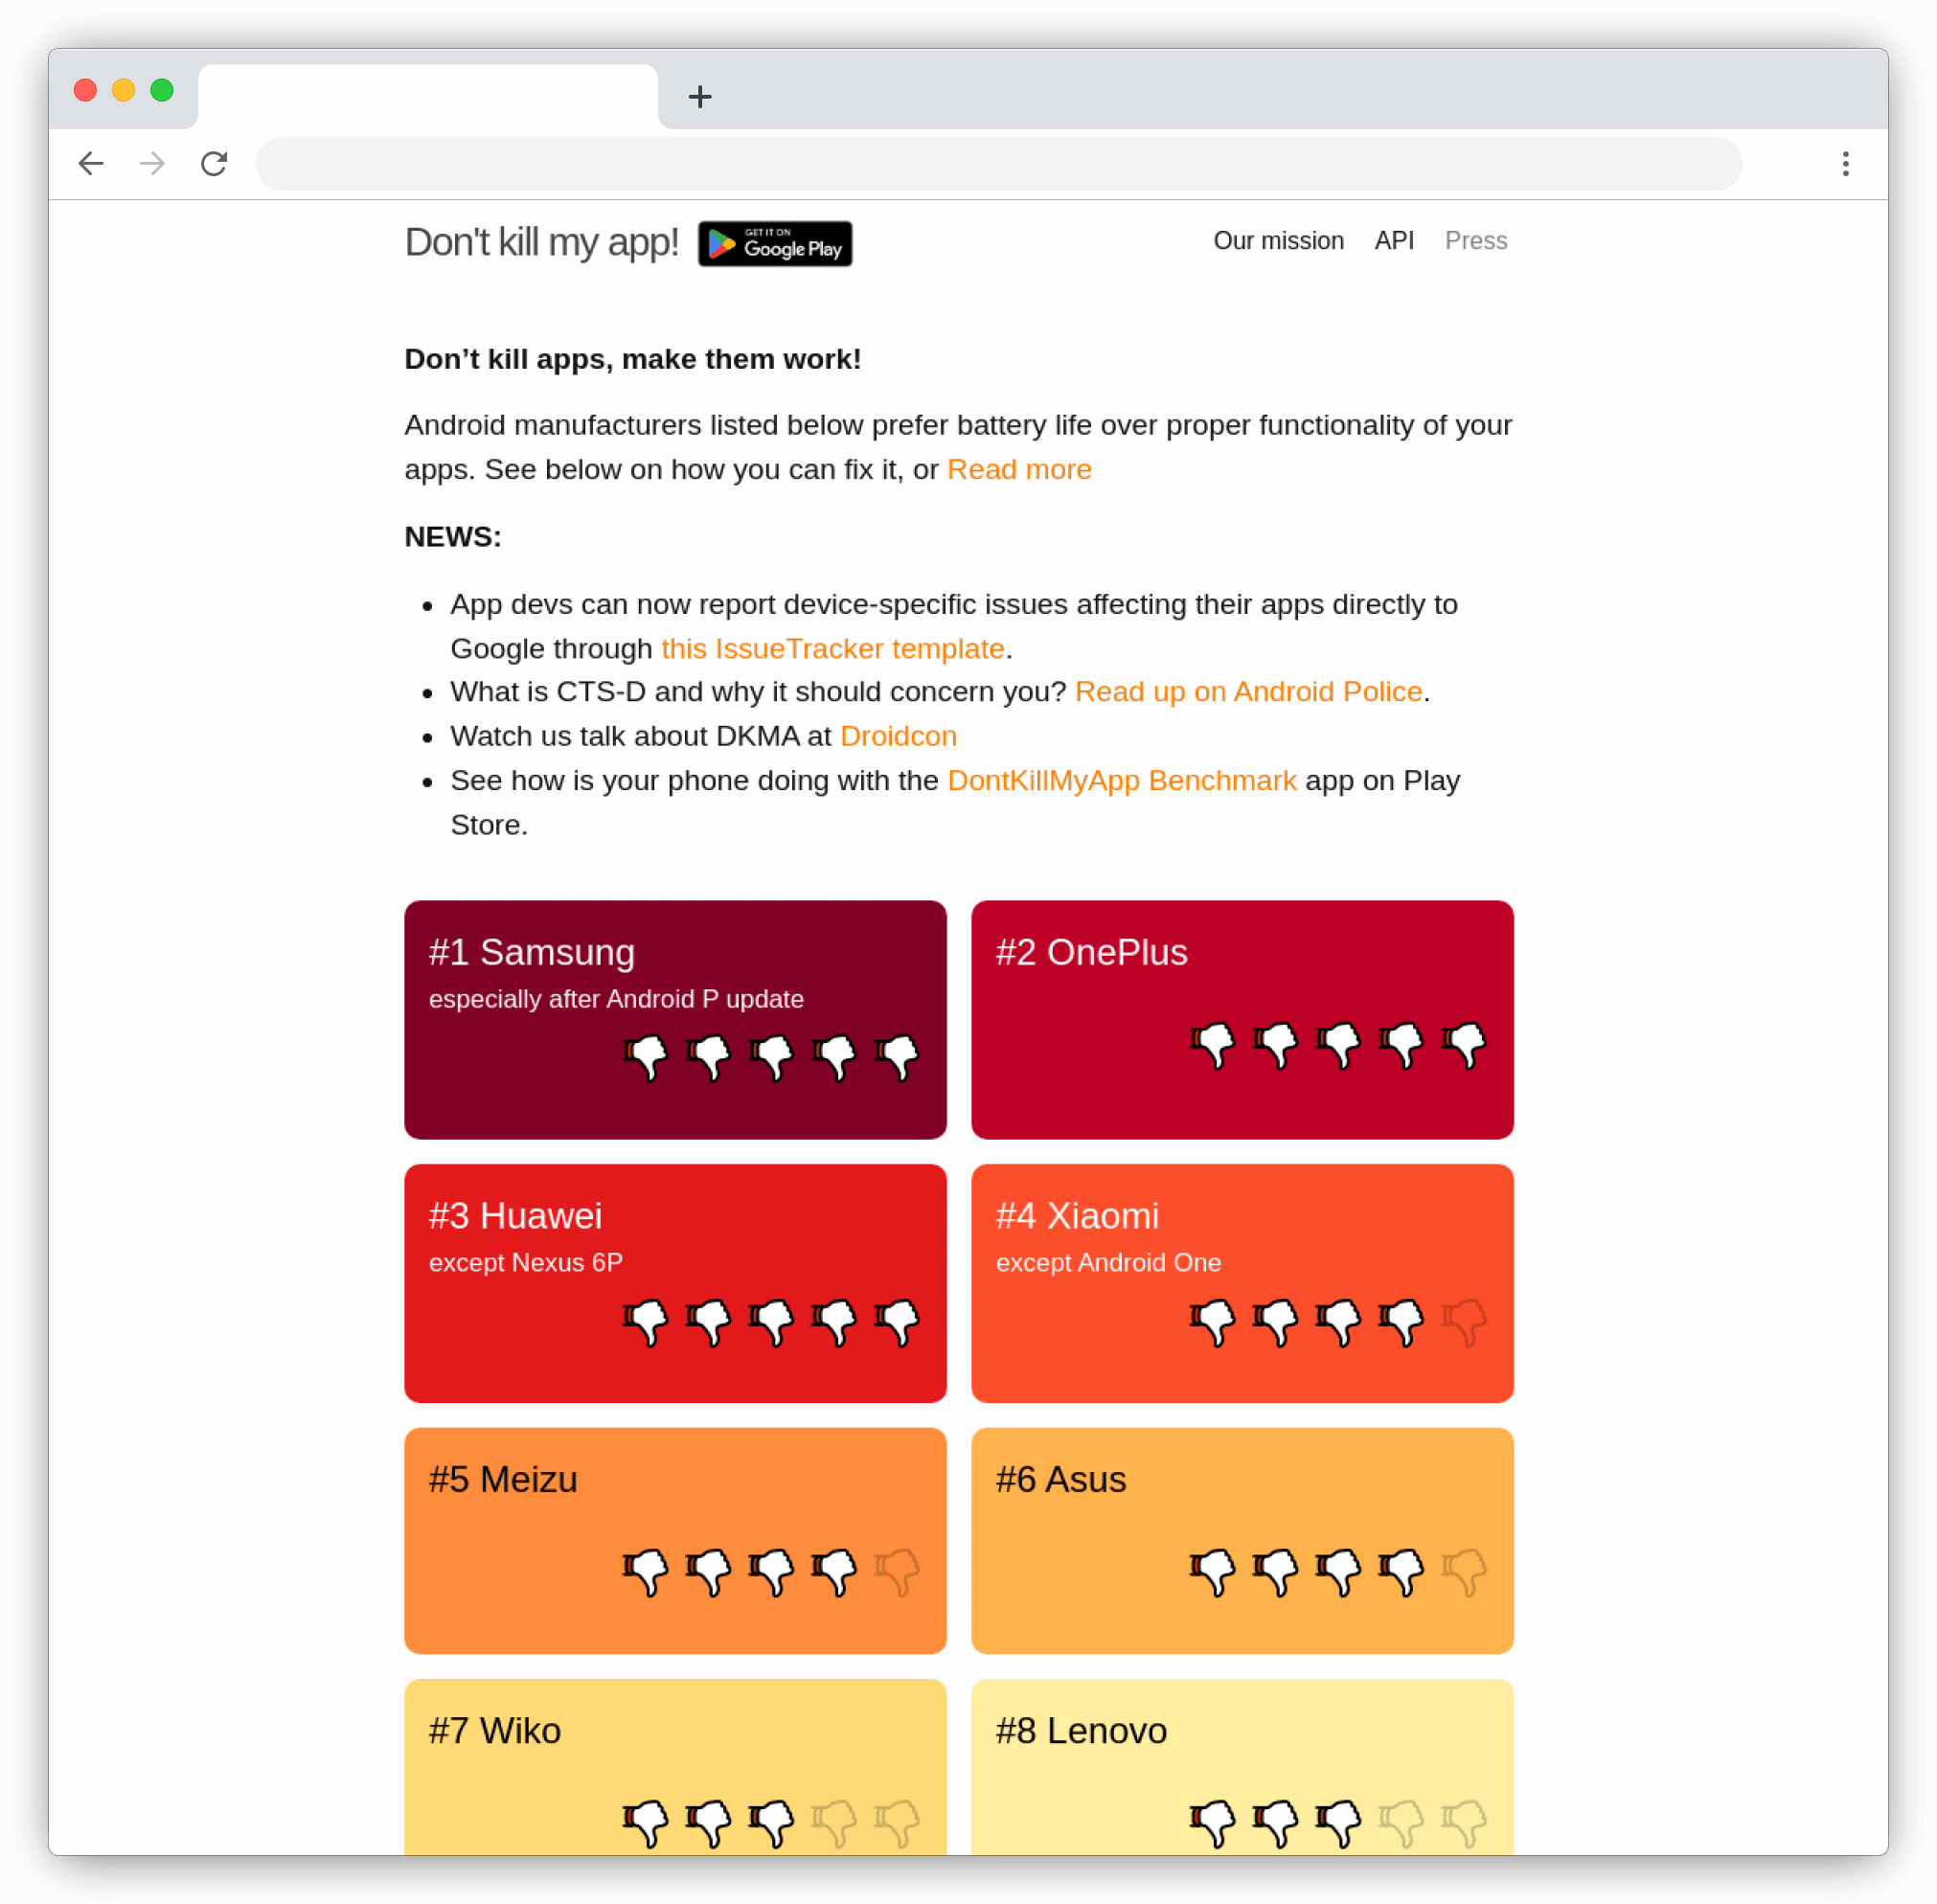 Don't kill my app!
GET IT ON
Google Play
Our mission
API
Press
Don’t kill apps, make them work!
Android manufacturers listed below prefer battery life over proper functionality of your
apps. See below on how you can fix it, or Read more
NEWS:
App devs can now report device-specific issues affecting their apps directly to
Google through this IssueTracker template.
What is CTS-D and why it should concern you? Read up on Android Police.
Watch us talk about DKMA at Droidcon
See how is your phone doing with the DontKillMyApp Benchmark app on Play
Store.
#1 Samsung
especially after Android P update
#2 OnePlus
#3 Huawei
except Nexus 6P
#4 Xiaomi
except Android One
#5 Meizu
#6 Asus
#7 Wiko
#8 Lenovo